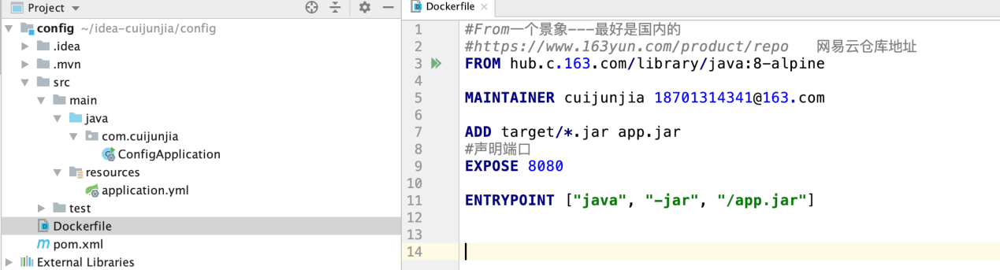 Project
config ~/idea-cuijunjia/config
.idea
.mvn
src
main
java
com.cuijunjia
ConfigApplication
resources
application.yml
test
Dockerfile
pom.xml
External Libraries
Dockerfile
1 #From一个景象---最好是国内的
2 #https://www.163yun.com/product/repo 网易云仓库地址
3 FROM hub.c.163.com/library/java:8-alpine
4
5 MAINTAINER cuijunjia 18701314341@163.com
6
7 ADD target/*.jar app.jar
8 #声明端口
9 EXPOSE 8080
10
11 ENTRYPOINT ["java", "-jar", "/app.jar"]
12
13
14